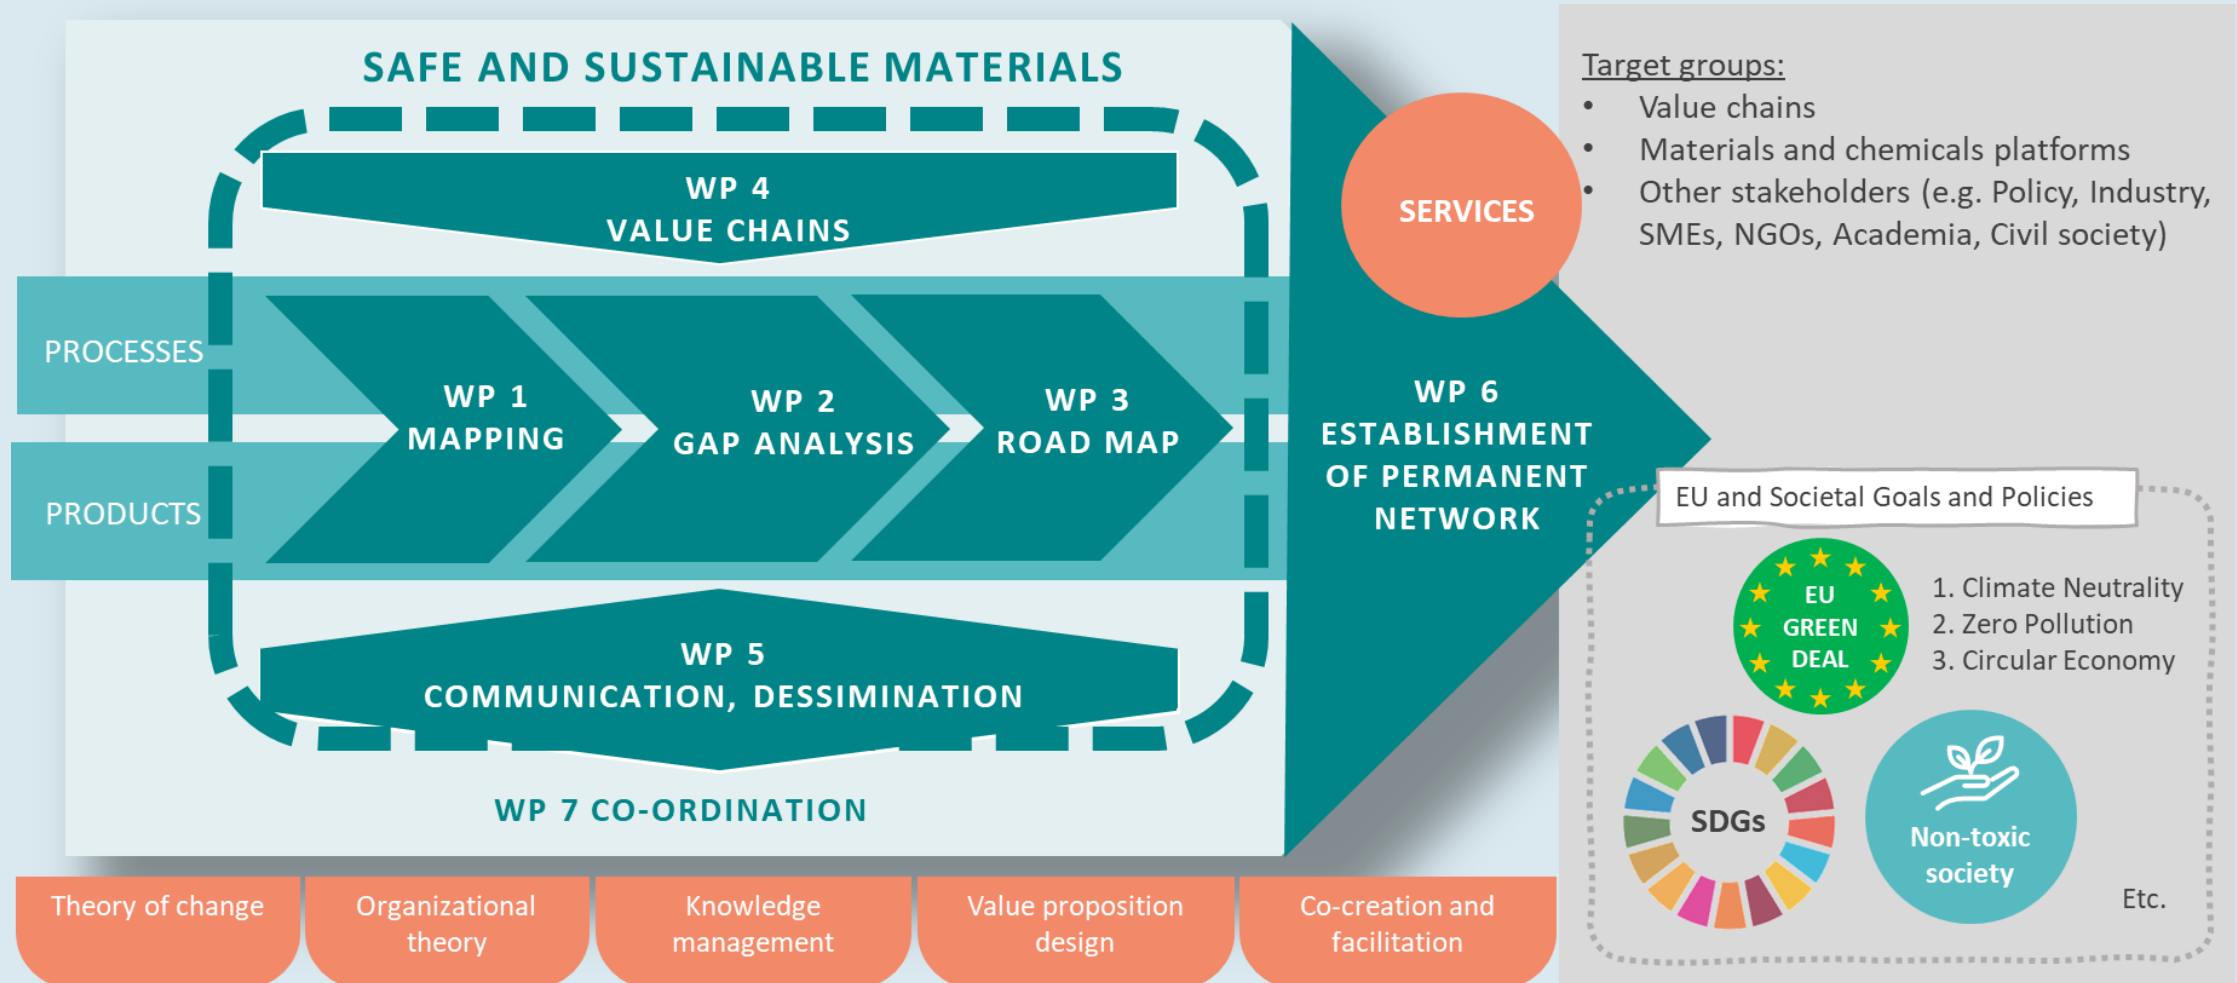 SAFE AND SUSTAINABLE MATERIALS
WP 4
VALUE CHAINS
PROCESSES
PRODUCTS
WP 1
MAPPING
WP 2
GAP ANALYSIS
WP 3
ROAD MAP
WP 5
COMMUNICATION, DESSIMINATION
WP 7 CO-ORDINATION
SERVICES
WP 6
ESTABLISHMENT
OF PERMANENT
NETWORK
Target groups:
• Value chains
• Materials and chemicals platforms
• Other stakeholders (e.g. Policy, Industry,
SMEs, NGOs, Academia, Civil society)
EU and Societal Goals and Policies
EU
GREEN
DEAL
1. Climate Neutrality
2. Zero Pollution
3. Circular Economy
SDGs
Non-toxic
society
Etc.
Theory of change
Organizational
theory
Knowledge
management
Value proposition
design
Co-creation and
facilitation